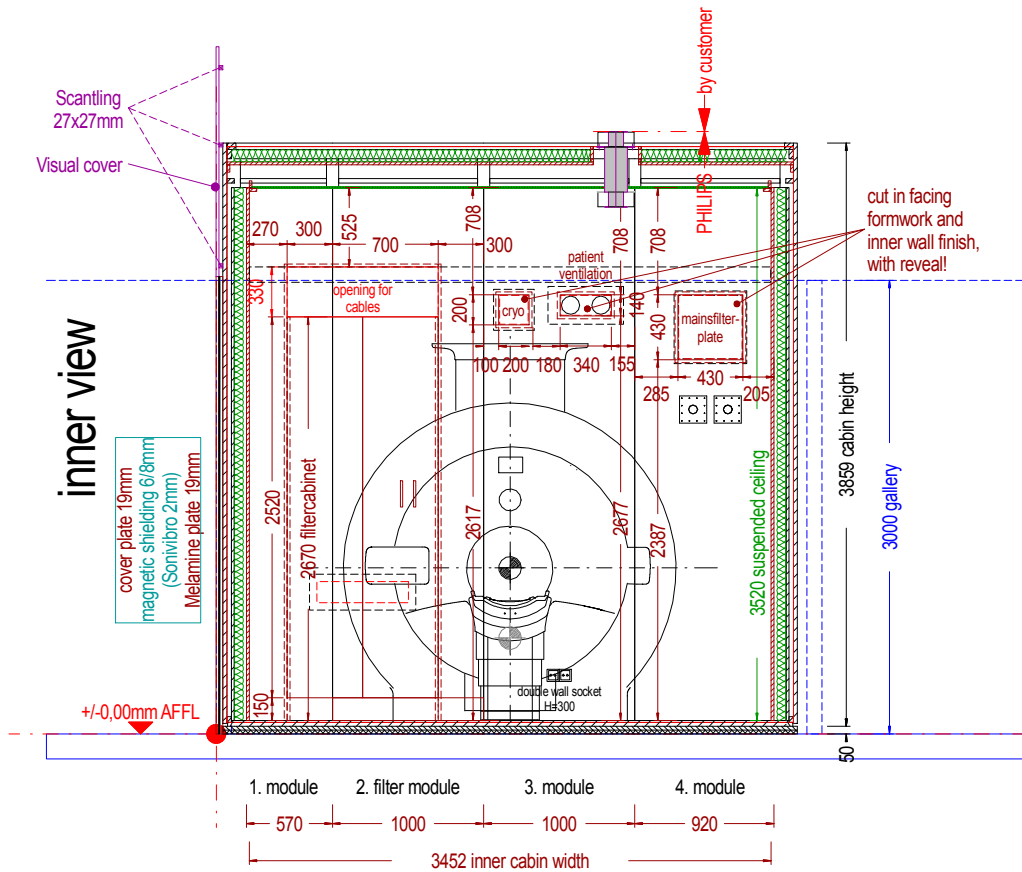 by customer
PHILIPS
Scantling
27x27mm
Visual cover
cut in facing
formwork and
inner wall finish,
with reveal!
270
300
525
700
708
300
708
708
patient
ventilation
330
opening for
cables
200
cryo
140
430
mainsfilter-
plate
100
200
180
340
155
285
430
205
inner view
cover plate 19mm
magnetic shielding 6/8mm
(Sonivibro 2mm)
Melamine plate 19mm
2520
2670 filtercabinet
2617
2677
2387
3520 suspended ceiling
3859 cabin height
3000 gallery
150
double wall socket
H=300
+/-0,00mm AFFL
50
1. module
2. filter module
3. module
4. module
570
1000
1000
920
3452 inner cabin width